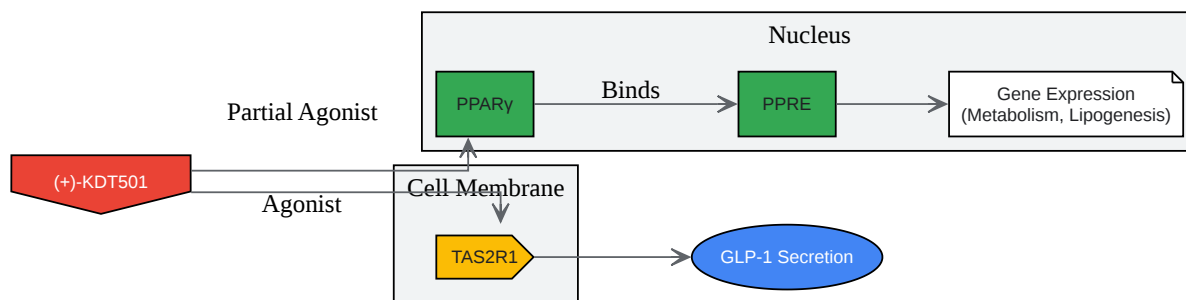 Nucleus
PPARγ
Binds
PPRE
Gene Expression
(Metabolism, Lipogenesis)
Partial Agonist
(+)-KDT501
Agonist
Cell Membrane
TAS2R1
GLP-1 Secretion